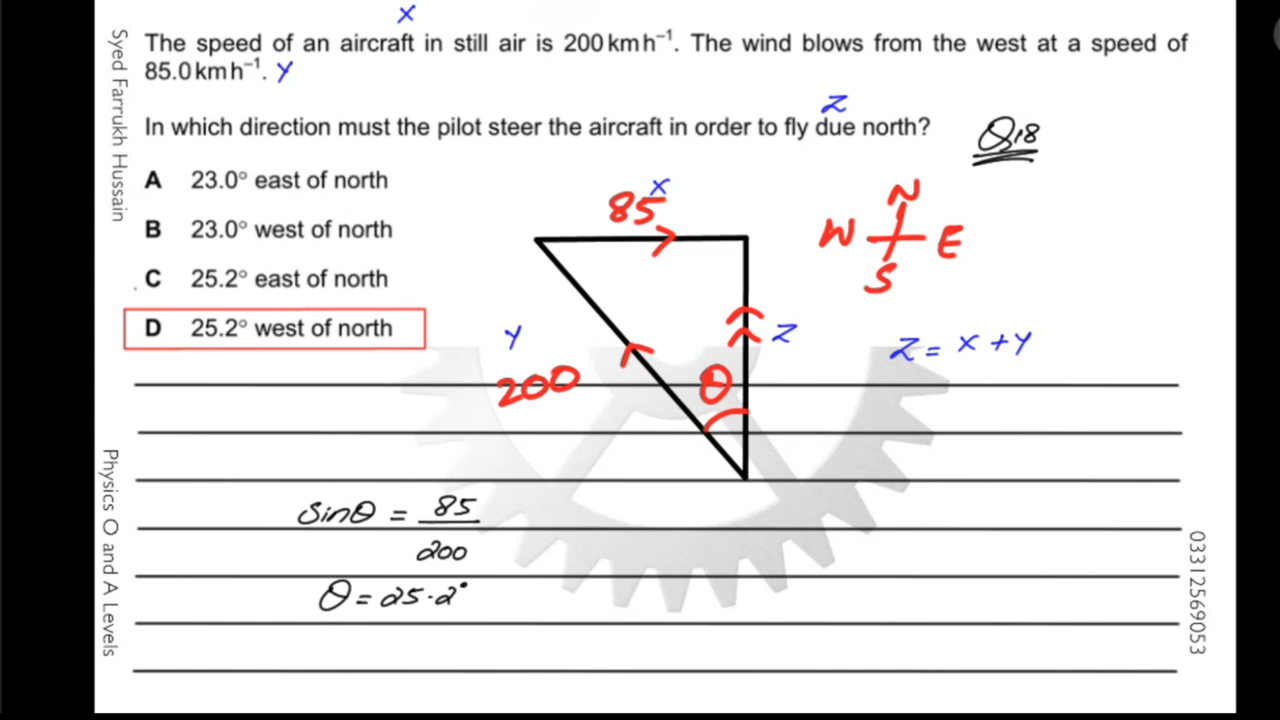 X
The speed of an aircraft in still air is 200 km h⁻¹. The wind blows from the west at a speed of
85.0 km h⁻¹. Y
Z
In which direction must the pilot steer the aircraft in order to fly due north?
Q18
A 23.0° east of north
B 23.0° west of north
C 25.2° east of north
D 25.2° west of north
X
85
N
W E
S
Y
200
Z
θ
Z = X + Y
sinθ = 85
200
θ = 25.2°
Syed Farrukh Hussain
Physics O and A Levels
03312569053